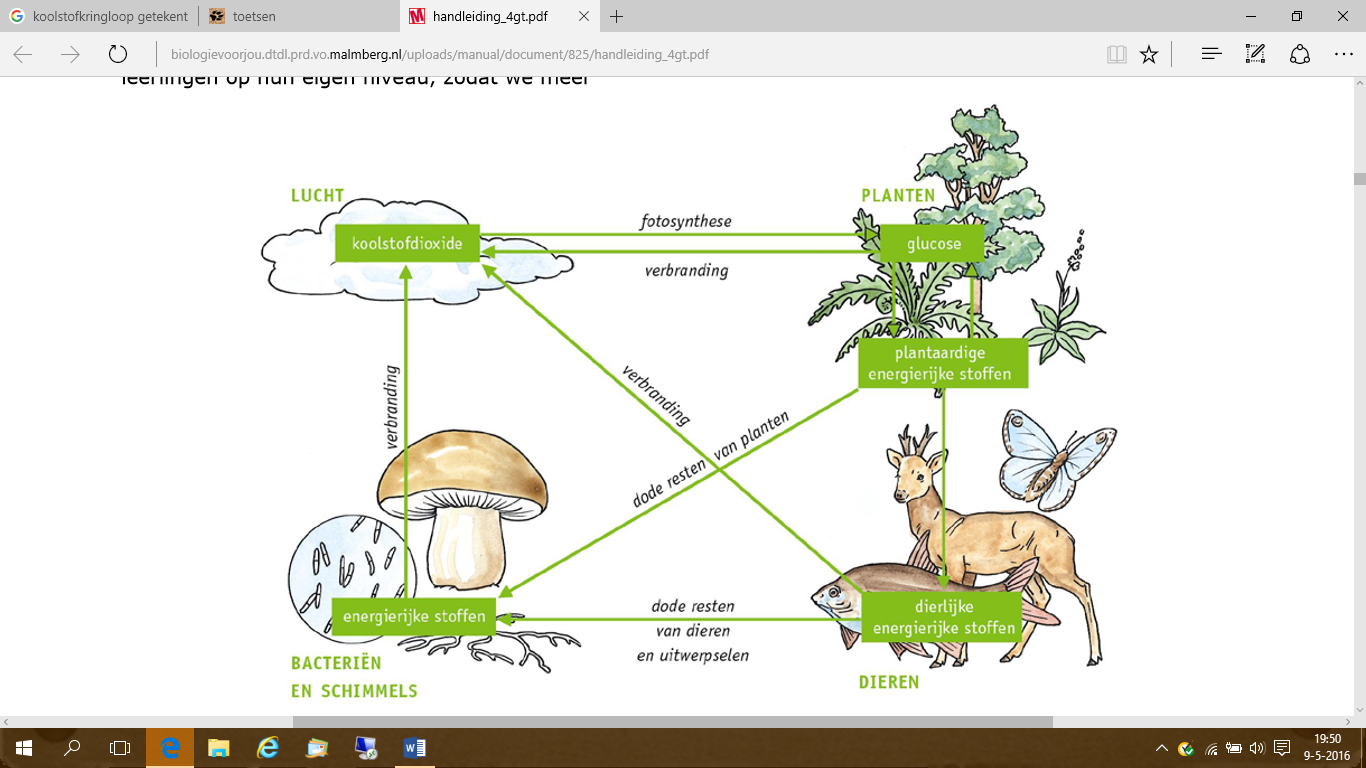 koolstofkringloop getekent
toetsen
handleiding_4gt.pdf
biologievoorjou.dtdl.prd.vo.malmberg.nl/uploads/manual/document/825/handleiding_4gt.pdf
leerlingen op hun eigen niveau, zodat we meer
LUCHT
PLANTEN
koolstofdioxide
fotosynthese
verbranding
glucose
plantaardige
energierijke stoffen
verbranding
verbranding
dode resten van planten
energierijke stoffen
dode resten
van dieren
en uitwerpselen
dierlijke
energierijke stoffen
BACTERIËN
EN SCHIMMELS
DIEREN
19:50
9-5-2016